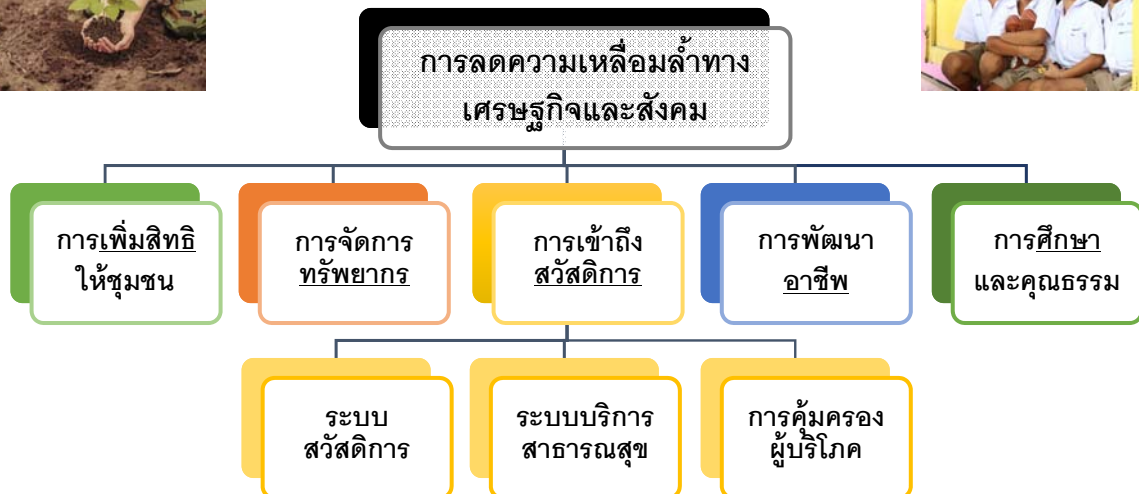 การลดความเหลื่อมล้ำทาง
เศรษฐกิจและสังคม
การเพิ่มสิทธิ
ให้ชุมชน
การจัดการ
ทรัพยากร
การเข้าถึง
สวัสดิการ
การพัฒนา
อาชีพ
การศึกษา
และคุณธรรม
ระบบ
สวัสดิการ
ระบบบริการ
สาธารณสุข
การคุ้มครอง
ผู้บริโภค